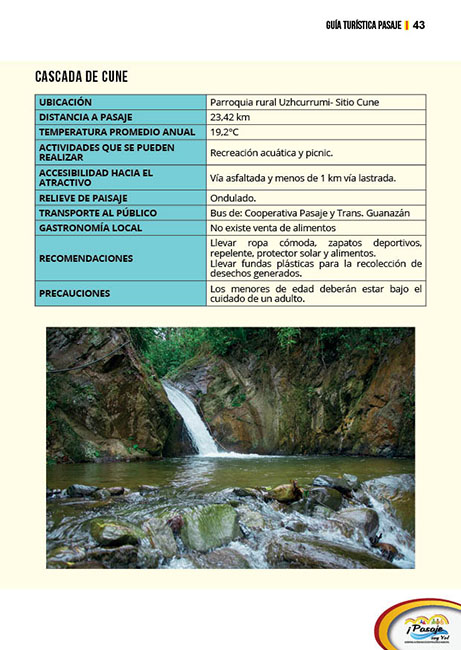 GUÍA TURÍSTICA PASAJE | 43
CASCADA DE CUNE
UBICACIÓN Parroquia rural Uzhcurrumi- Sitio Cune
DISTANCIA A PASAJE 23,42 km
TEMPERATURA PROMEDIO ANUAL 19,2°C
ACTIVIDADES QUE SE PUEDEN
REALIZAR
Recreación acuática y picnic.
ACCESIBILIDAD HACIA EL
ATRACTIVO
Vía asfaltada y menos de 1 km vía lastrada.
RELIEVE DE PAISAJE Ondulado.
TRANSPORTE AL PÚBLICO Bus de: Cooperativa Pasaje y Trans. Guanazán
GASTRONOMÍA LOCAL No existe venta de alimentos
RECOMENDACIONES
Llevar ropa cómoda, zapatos deportivos,
repelente, protector solar y alimentos.
Llevar fundas plásticas para la recolección de
desechos generados.
PRECAUCIONES
Los menores de edad deberán estar bajo el
cuidado de un adulto.
¡Pasaje
soy Yo!